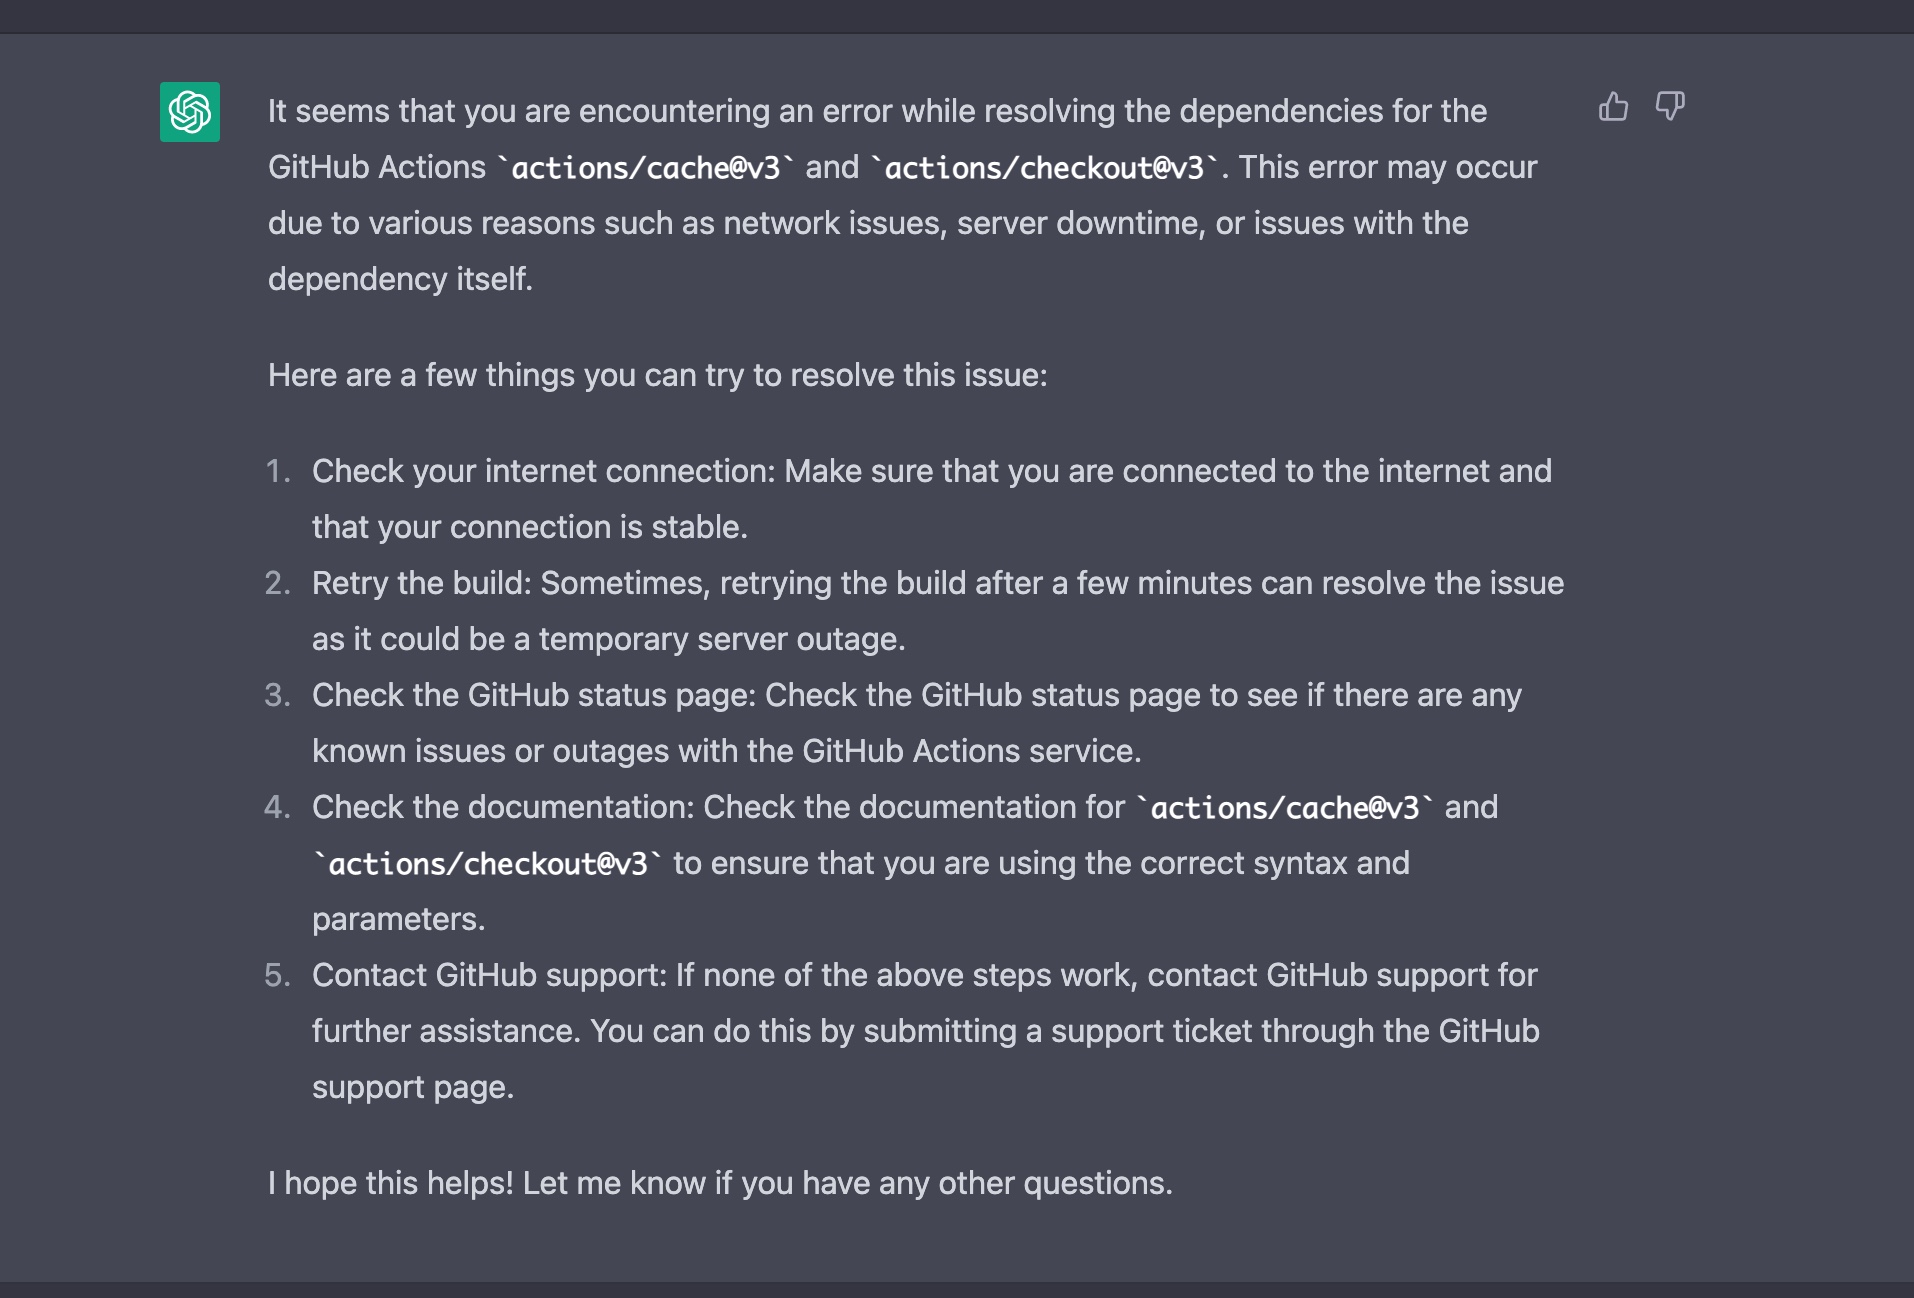 It seems that you are encountering an error while resolving the dependencies for the
GitHub Actions `actions/cache@v3` and `actions/checkout@v3`. This error may occur
due to various reasons such as network issues, server downtime, or issues with the
dependency itself.
Here are a few things you can try to resolve this issue:
1. Check your internet connection: Make sure that you are connected to the internet and
that your connection is stable.
2. Retry the build: Sometimes, retrying the build after a few minutes can resolve the issue
as it could be a temporary server outage.
3. Check the GitHub status page: Check the GitHub status page to see if there are any
known issues or outages with the GitHub Actions service.
4. Check the documentation: Check the documentation for `actions/cache@v3` and
`actions/checkout@v3` to ensure that you are using the correct syntax and
parameters.
5. Contact GitHub support: If none of the above steps work, contact GitHub support for
further assistance. You can do this by submitting a support ticket through the GitHub
support page.
I hope this helps! Let me know if you have any other questions.